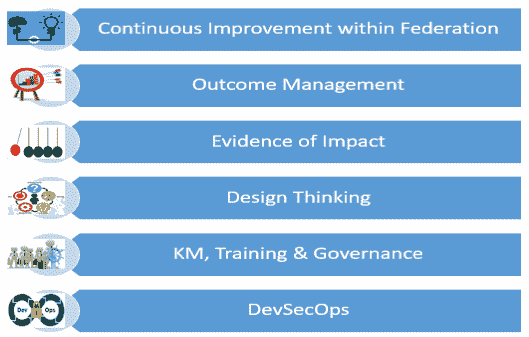 Continuous Improvement within Federation
Outcome Management
Evidence of Impact
?
Design Thinking
KM, Training & Governance
Dev Ops
DevSecOps